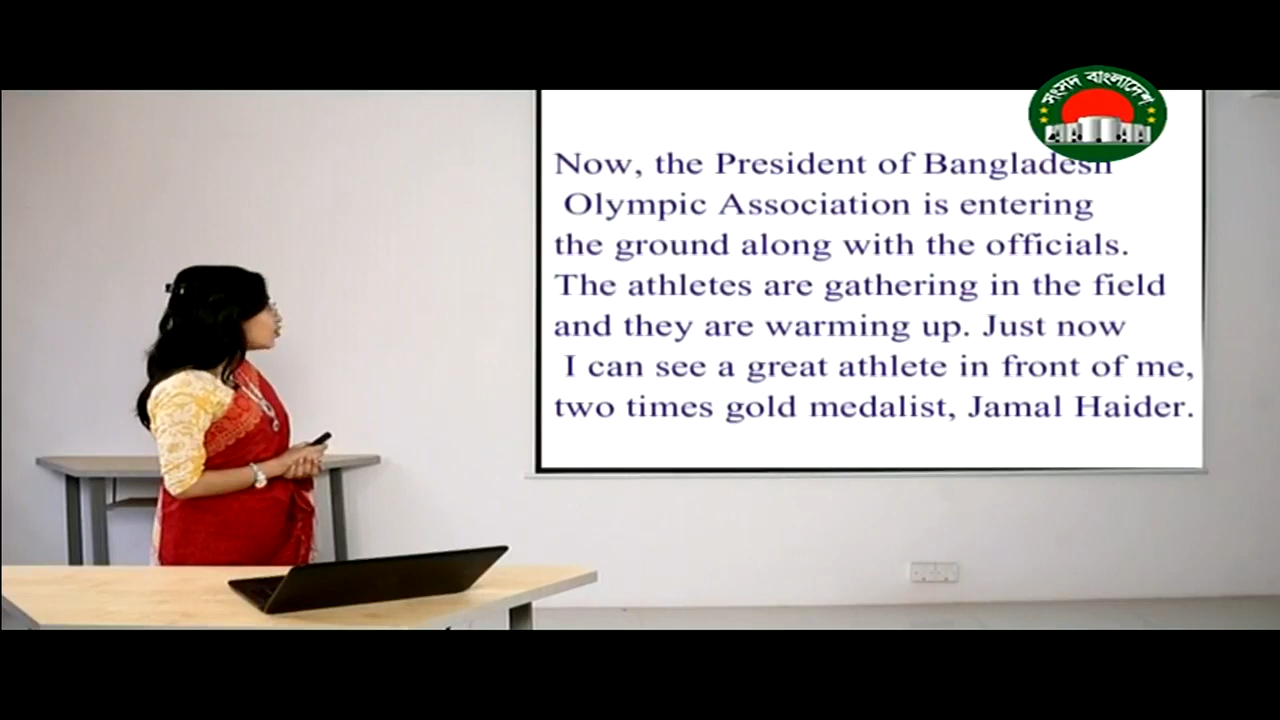 সংসদ বাংলাদেশ
Now, the President of Bangladesh
Olympic Association is entering
the ground along with the officials.
The athletes are gathering in the field
and they are warming up. Just now
I can see a great athlete in front of me,
two times gold medalist, Jamal Haider.